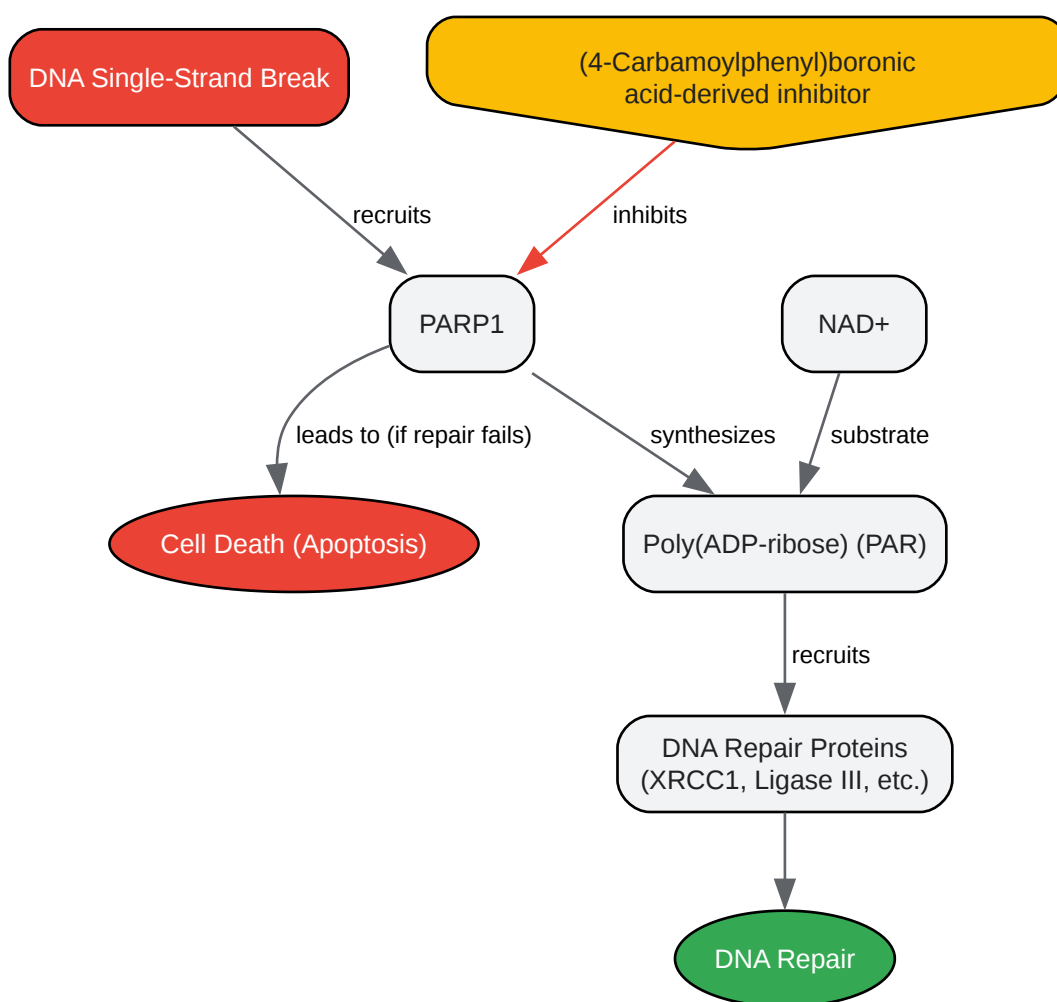 DNA Single-Strand Break
(4-Carbamoylphenyl)boronic
acid-derived inhibitor
recruits
inhibits
PARP1
NAD+
leads to (if repair fails)
synthesizes
substrate
Cell Death (Apoptosis)
Poly(ADP-ribose) (PAR)
recruits
DNA Repair Proteins
(XRCC1, Ligase III, etc.)
DNA Repair